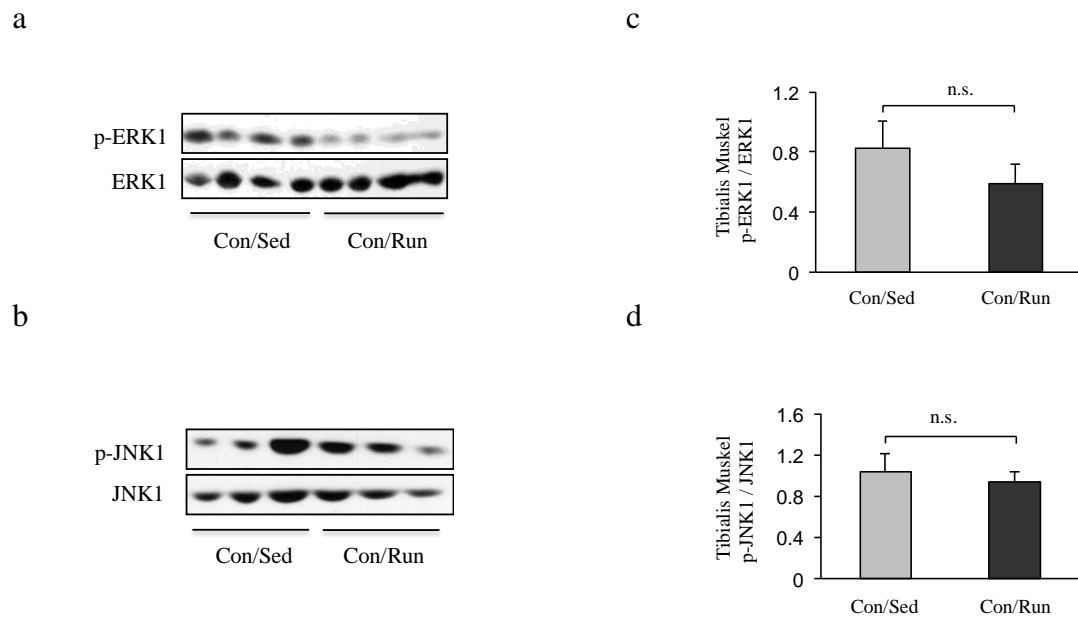 a
p-ERK1
ERK1
Con/Sed
Con/Run
c
Tibialis Muskel
p-ERK1 / ERK1
1.2
0.8
0.4
0
n.s.
Con/Sed
Con/Run
b
p-JNK1
JNK1
Con/Sed
Con/Run
d
Tibialis Muskel
p-JNK1 / JNK1
1.6
1.2
0.8
0.4
0
n.s.
Con/Sed
Con/Run